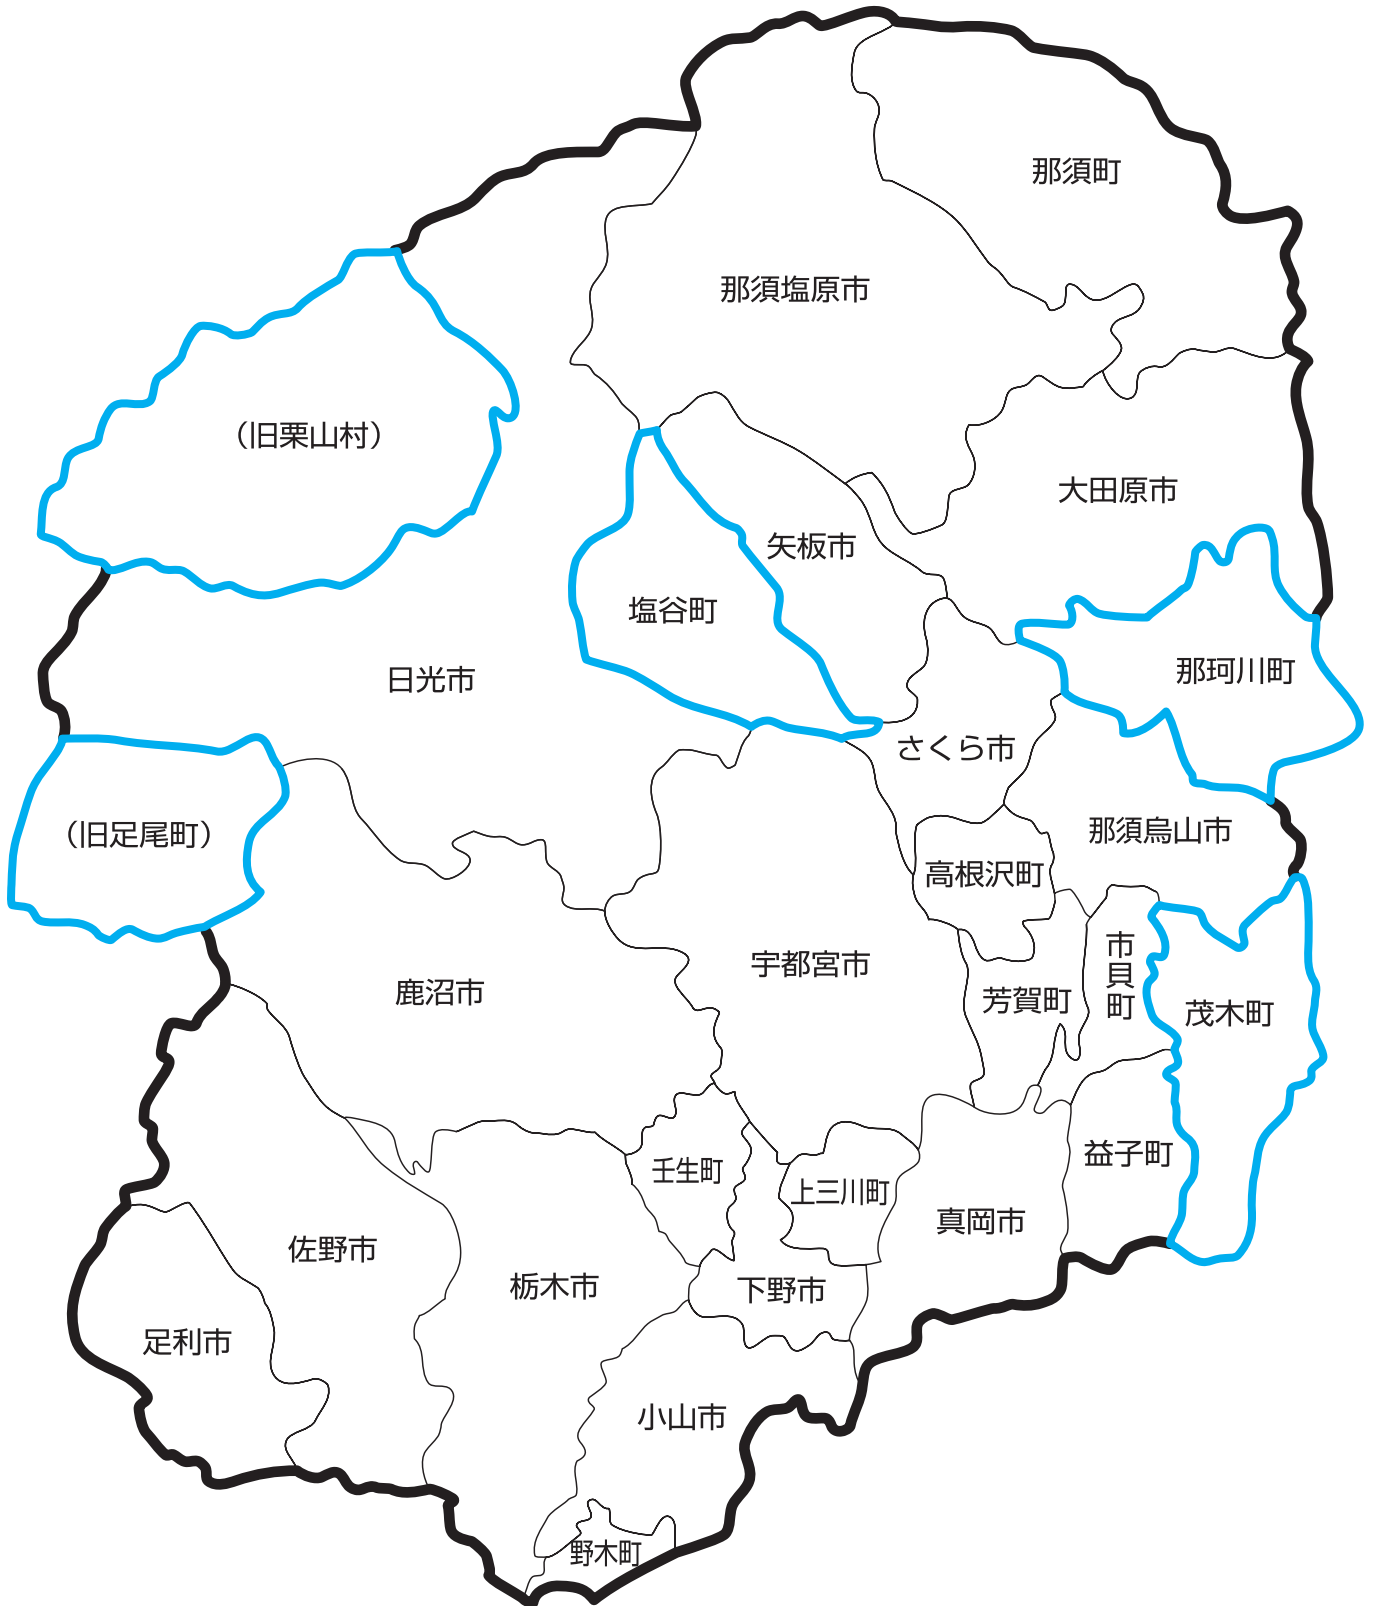 那須町
那須塩原市
（旧栗山村）
大田原市
矢板市
塩谷町
那珂川町
日光市
さくら市
那須烏山市
（旧足尾町）
高根沢町
市貝町
宇都宮市
鹿沼市
芳賀町
茂木町
益子町
壬生町
上三川町
真岡市
佐野市
栃木市
下野市
足利市
小山市
野木町